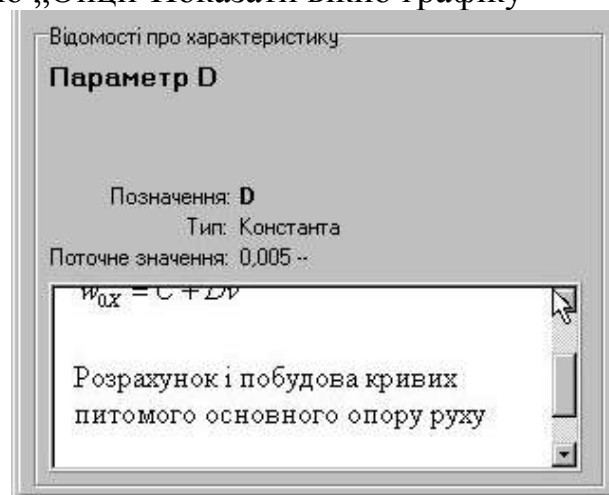 „Опції-Показати вікно графіку
Відомості про характеристику
Параметр D
Позначення: D
Тип: Константа
Поточне значення: 0,005 --
w₀ₓ = C + Dv
Розрахунок і побудова кривих
питомого основного опору руху